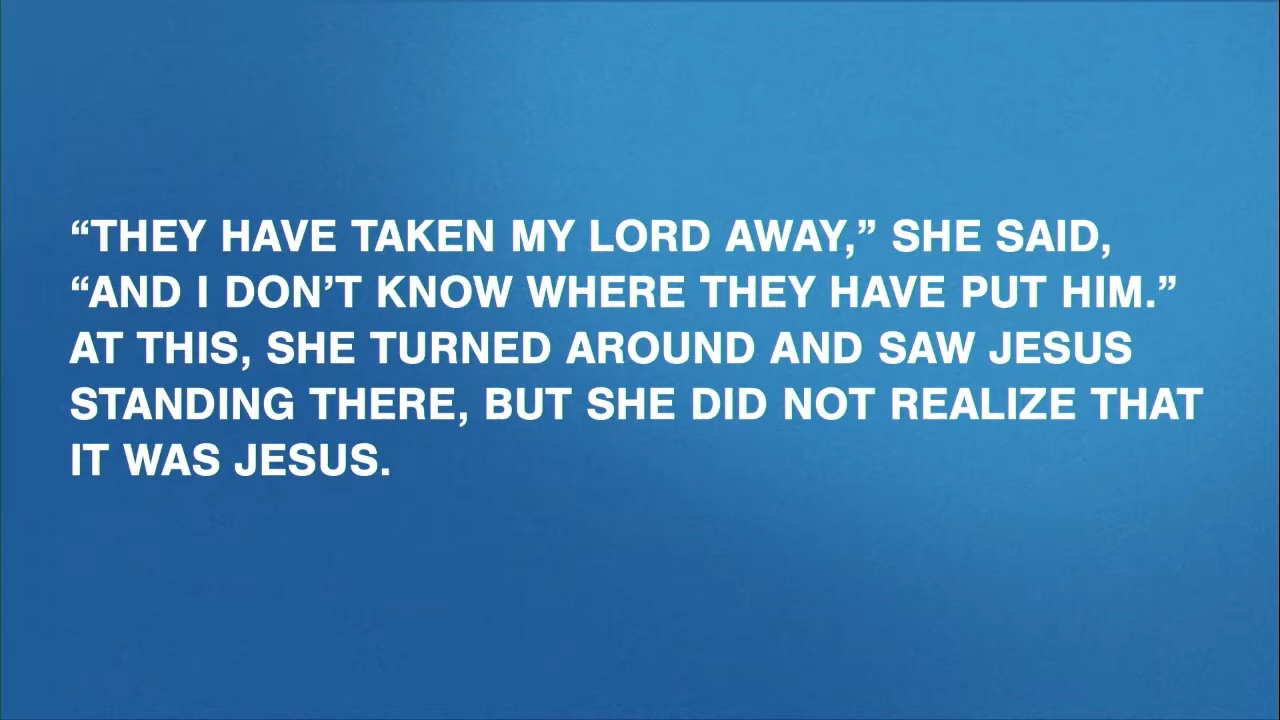 “THEY HAVE TAKEN MY LORD AWAY,” SHE SAID,
“AND I DON’T KNOW WHERE THEY HAVE PUT HIM.”
AT THIS, SHE TURNED AROUND AND SAW JESUS
STANDING THERE, BUT SHE DID NOT REALIZE THAT
IT WAS JESUS.